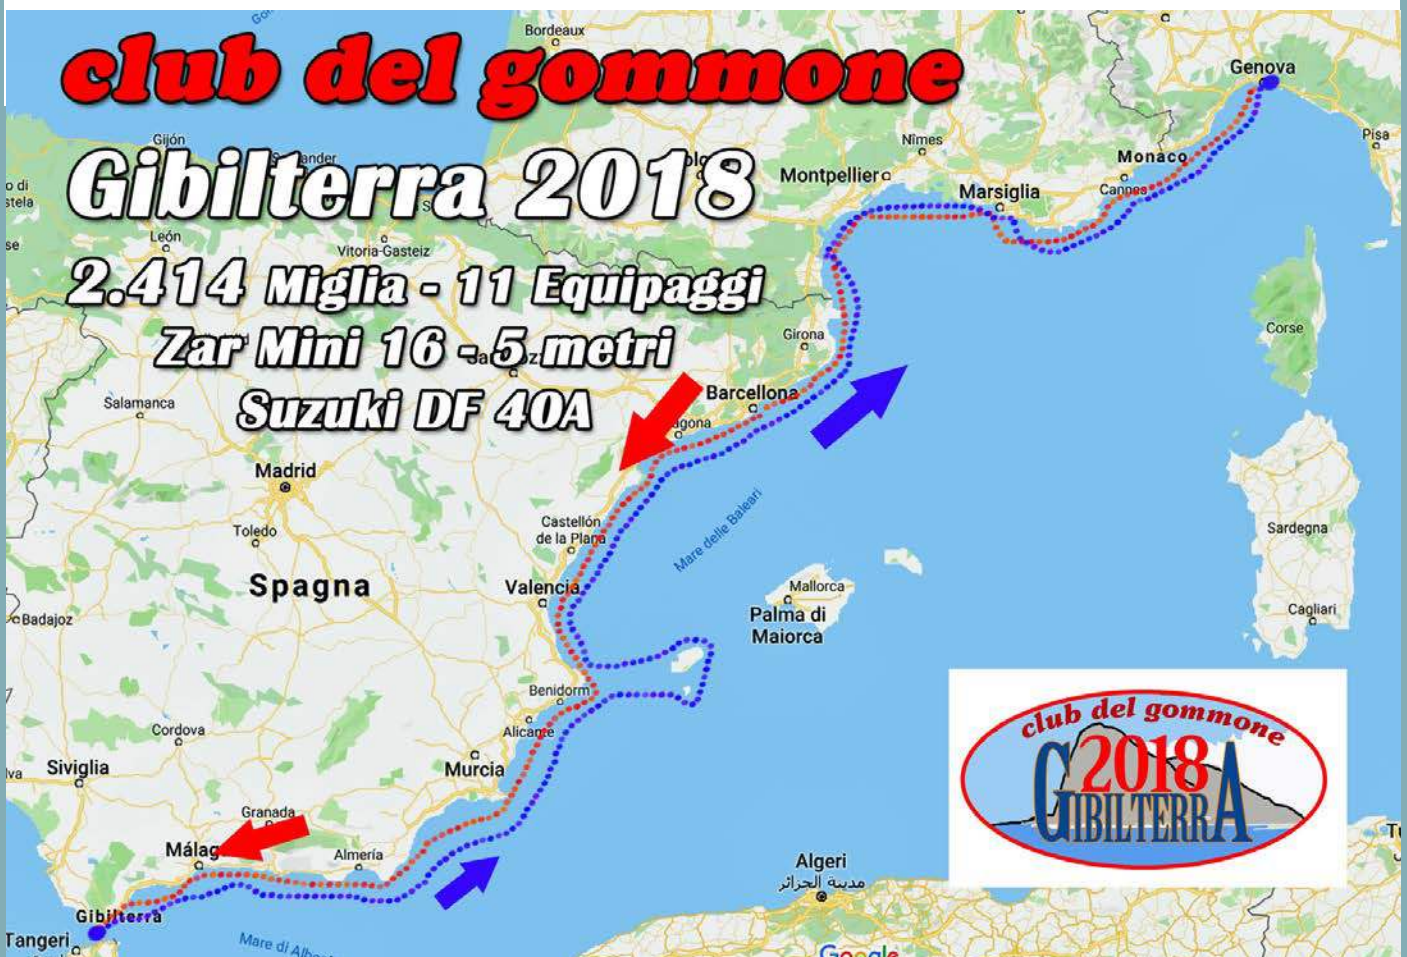 Bordeaux
club del gommone
Genova
Gijón
Nîmes
Pisa
Monaco
Gibilterra 2018
Montpellier
Cannes
Marsiglia
León
Vitoria-Gasteiz
2.414 Miglia - 11 Equipaggi
Girona
Corse
Zar Mini 16 - 5 metri
Salamanca
Barcellona
Suzuki DF 40A
Madrid
Castellón
de la Plana
Toledo
Mare delle Baleari
Sardegna
Spagna
Valencia
Mallorca
Badajoz
Palma di
Maiorca
Cagliari
Benidorm
Cordova
Alicante
club del gommone
2018
GIBILTERRA
Siviglia
Murcia
Granada
Almería
Algeri
مدينة الجزائر
Gibilterra
Tangeri
Mare di
Google